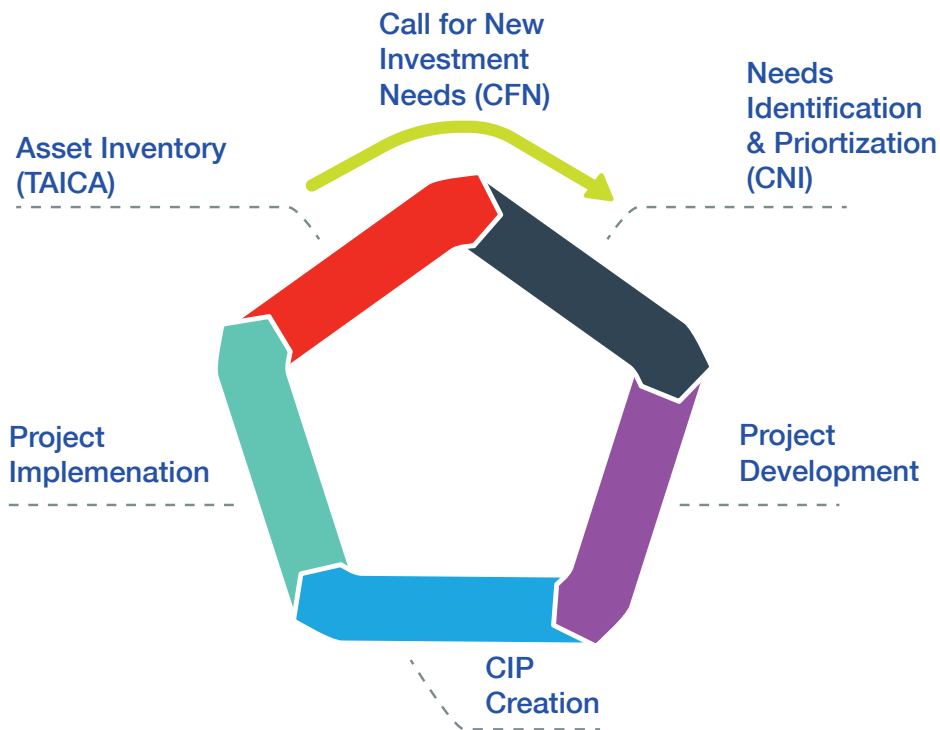 Call for New
Investment
Needs (CFN)
Needs
Identification
& Priortization
(CNI)
Asset Inventory
(TAICA)
Project
Implemenation
Project
Development
CIP
Creation